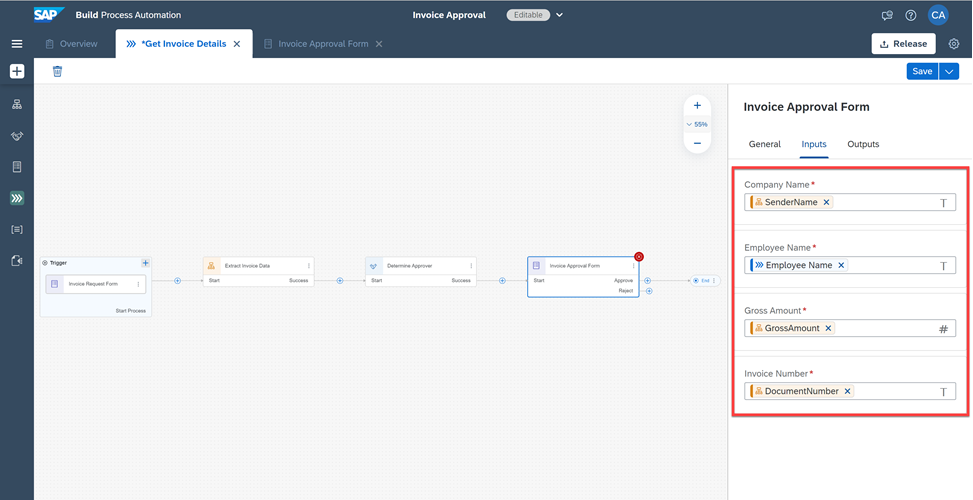 SAP Build Process Automation
Invoice Approval Editable
CA
Overview
*Get Invoice Details
Invoice Approval Form
Release
Save
55%
Trigger
Invoice Request Form
Start Process
Extract Invoice Data
Start Success
Determine Approver
Start Success
Invoice Approval Form
Start Approve
Reject
End
Invoice Approval Form
General Inputs Outputs
Company Name*
SenderName
Employee Name*
Employee Name
Gross Amount*
GrossAmount
Invoice Number*
DocumentNumber